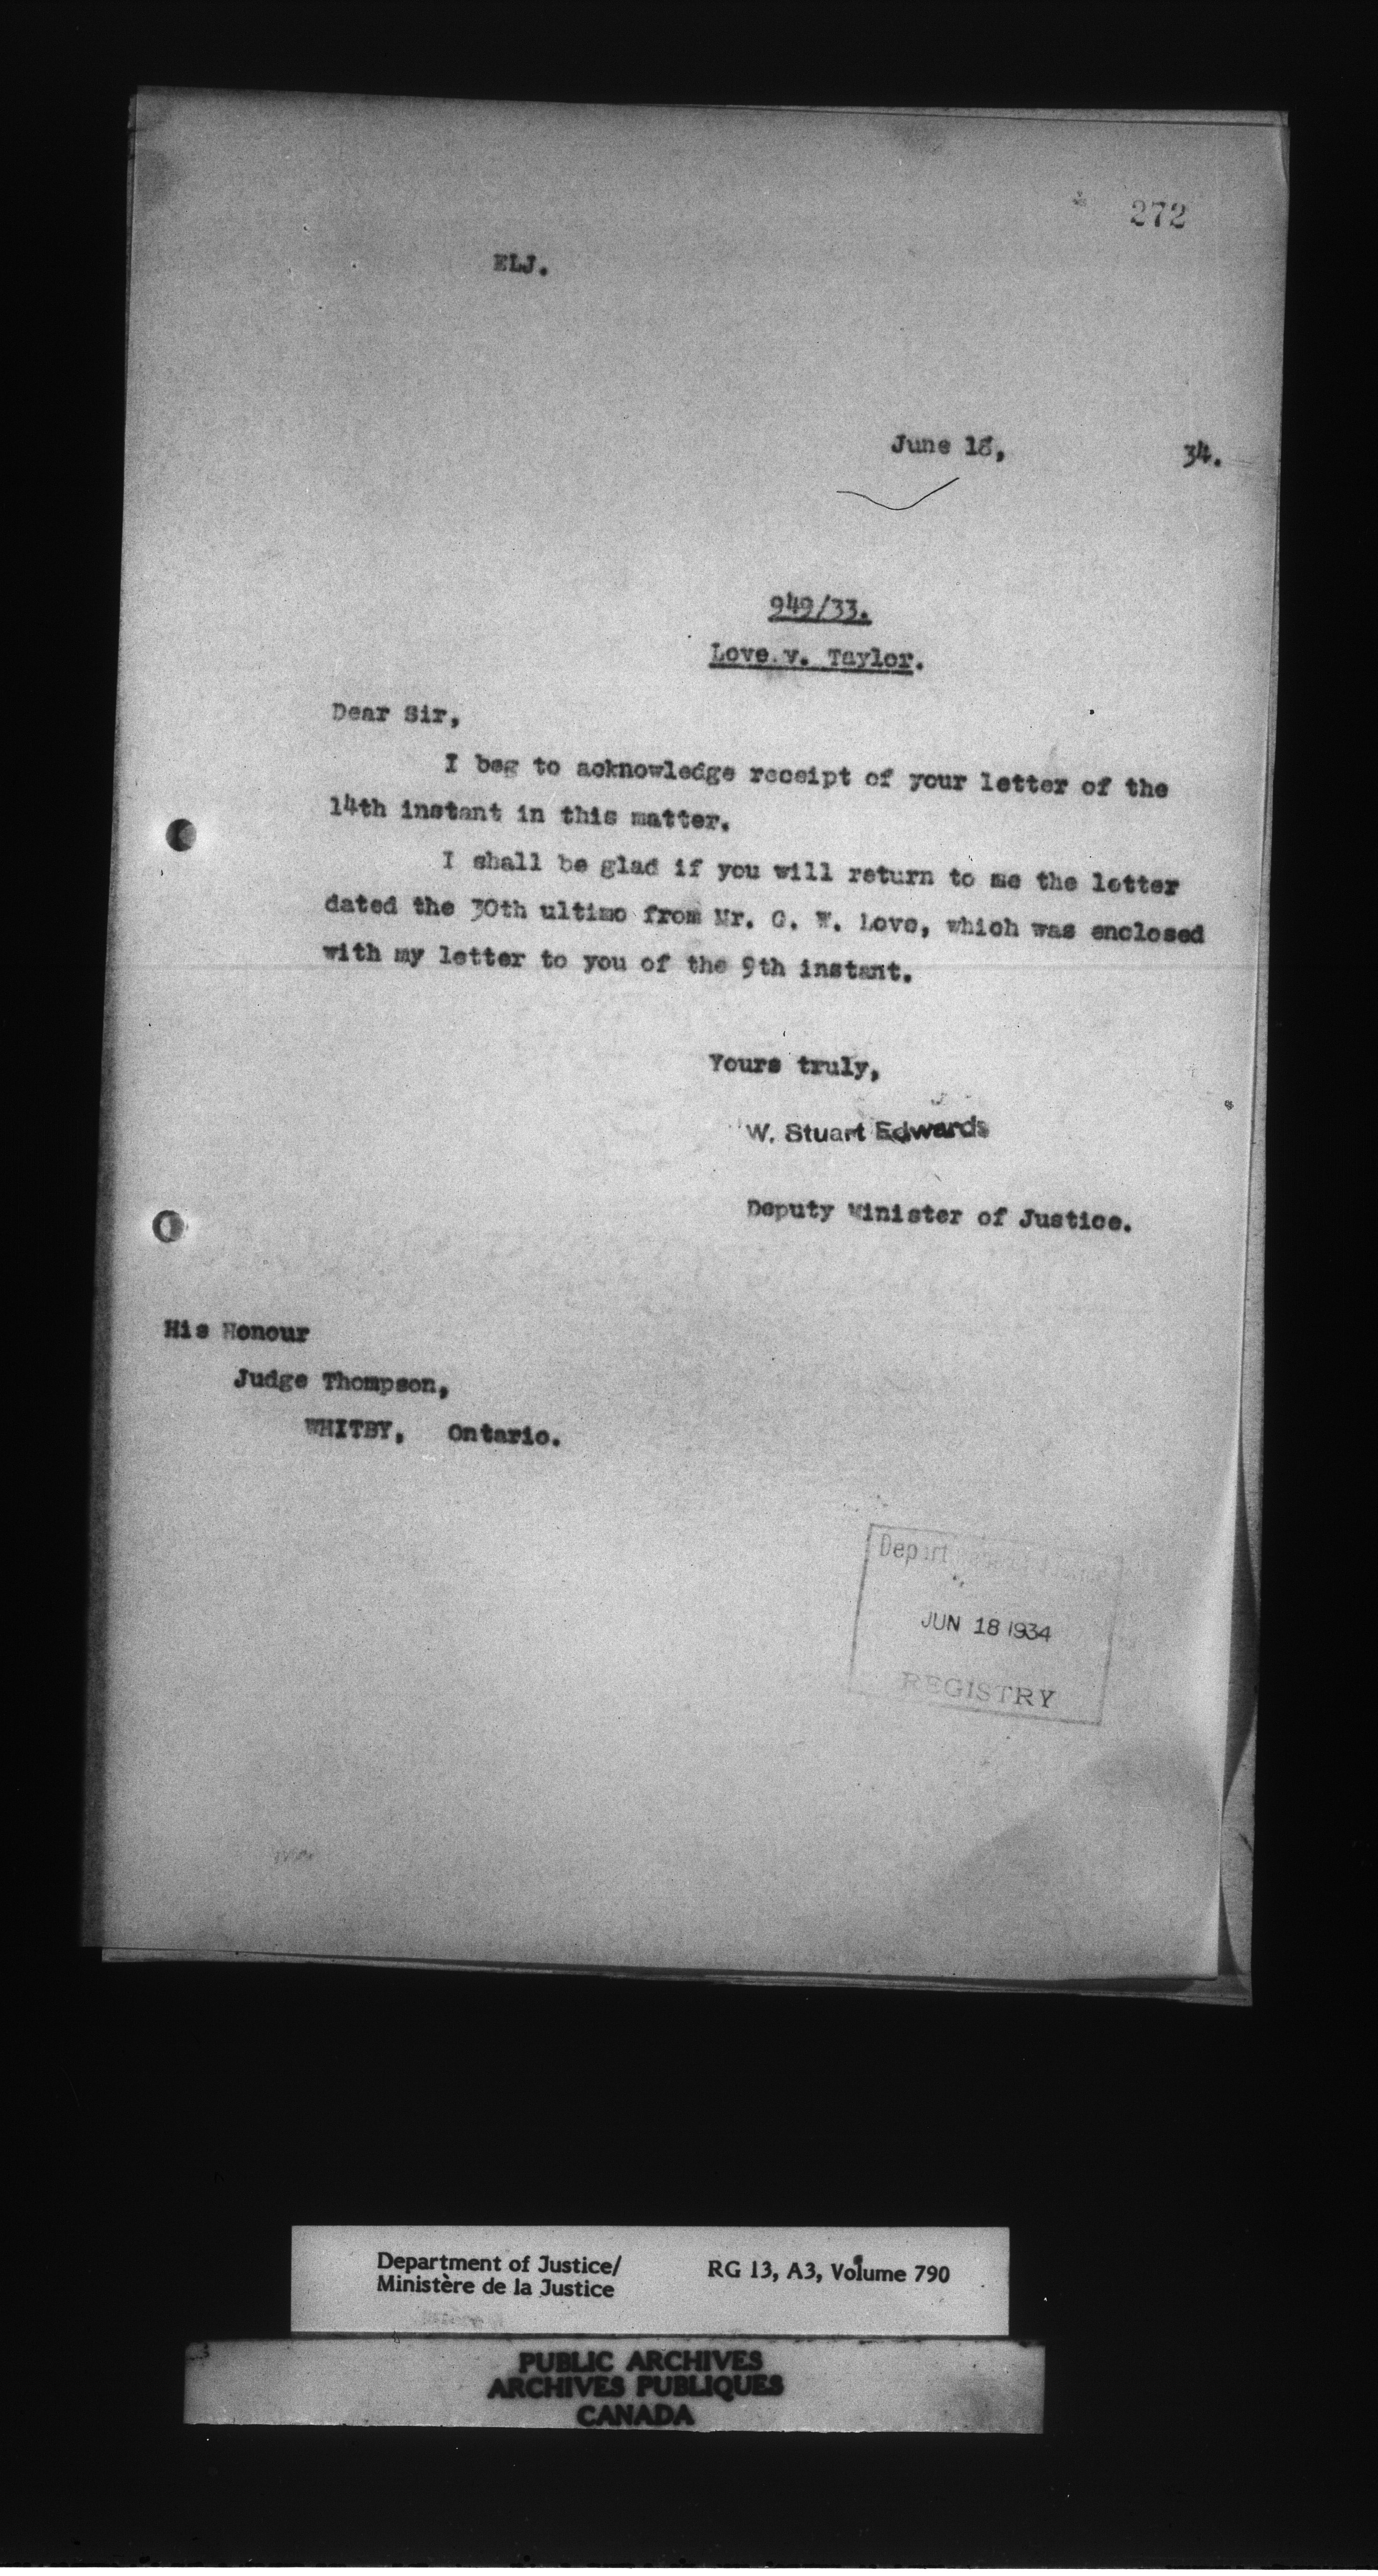 272
ELJ.
June 18, 34.
949/33.
Love v. Taylor.
Dear Sir,
I beg to acknowledge receipt of your letter of the
14th instant in this matter.
I shall be glad if you will return to me the letter
dated the 30th ultimo from Mr. G. W. Love, which was enclosed
with my letter to you of the 9th instant.
Yours truly,
W. Stuart Edwards
Deputy Minister of Justice.
His Honour
Judge Thompson,
WHITBY, Ontario.
JUN 18 1934
REGISTRY
Department of Justice/ RG 13, A3, Volume 790
Ministère de la Justice
PUBLIC ARCHIVES
ARCHIVES PUBLIQUES
CANADA